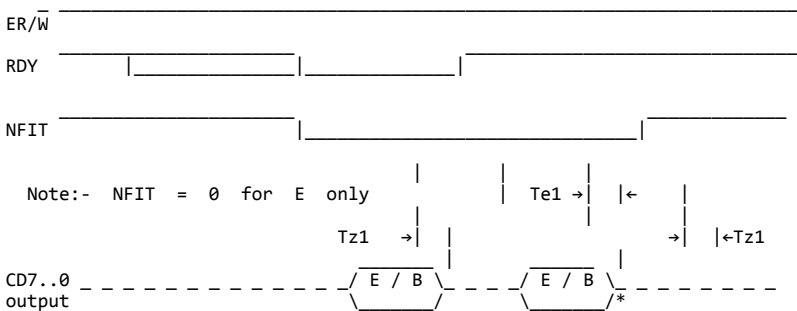 ER/W
RDY
NFIT
Note:- NFIT = 0 for E only Te1 →| |←
Tz1 →| | →| |←Tz1
CD7..0 / E / B \ / E / B \
output *